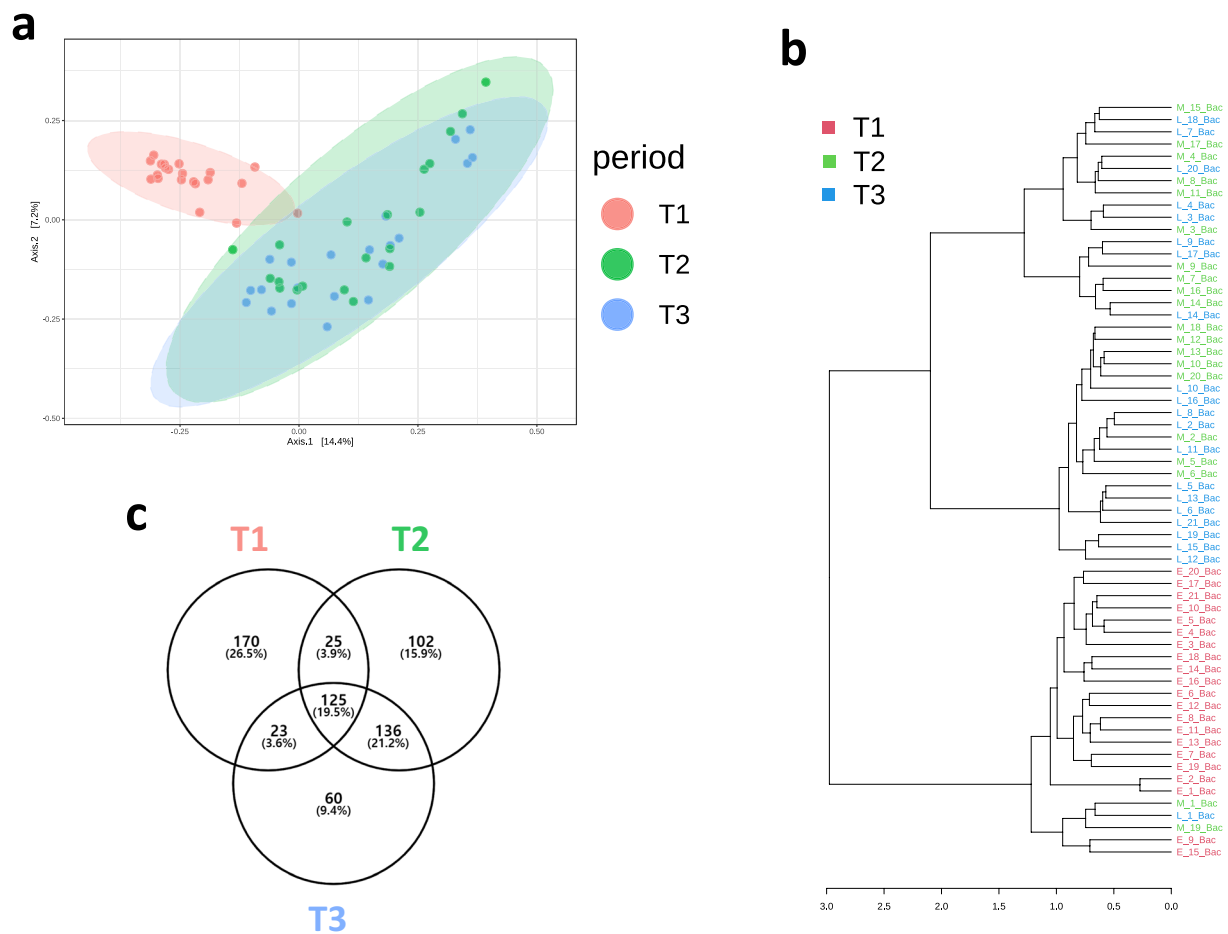 a
0.25
0.00
-0.25
-0.50
Axis.2 [7.2%]
-0.25
0.00
0.25
0.50
Axis.1 [14.4%]
period
T1
T2
T3
b
T1
T2
T3
M_15_Bac
L_18_Bac
L_7_Bac
M_17_Bac
M_4_Bac
L_20_Bac
M_8_Bac
M_11_Bac
L_4_Bac
L_3_Bac
M_3_Bac
L_9_Bac
L_17_Bac
M_9_Bac
M_7_Bac
M_16_Bac
M_14_Bac
L_14_Bac
M_18_Bac
M_12_Bac
M_13_Bac
M_10_Bac
M_20_Bac
L_10_Bac
L_16_Bac
L_8_Bac
L_2_Bac
M_2_Bac
L_11_Bac
M_5_Bac
M_6_Bac
L_5_Bac
L_13_Bac
L_6_Bac
L_21_Bac
L_19_Bac
L_15_Bac
L_12_Bac
E_20_Bac
E_17_Bac
E_21_Bac
E_10_Bac
E_5_Bac
E_4_Bac
E_3_Bac
E_18_Bac
E_14_Bac
E_16_Bac
E_6_Bac
E_12_Bac
E_8_Bac
E_11_Bac
E_13_Bac
E_7_Bac
E_19_Bac
E_2_Bac
E_1_Bac
M_1_Bac
L_1_Bac
M_19_Bac
E_9_Bac
E_15_Bac
3.0 2.5 2.0 1.5 1.0 0.5 0.0
c
T1
T2
170
(26.5%)
25
(3.9%)
102
(15.9%)
125
(19.5%)
23
(3.6%)
136
(21.2%)
60
(9.4%)
T3